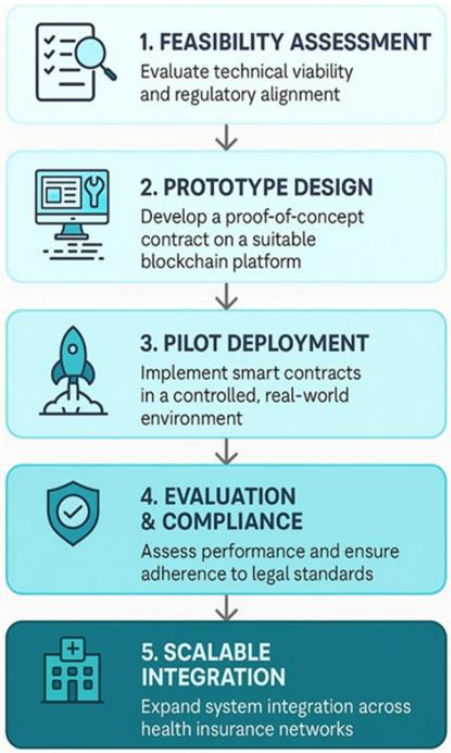 1. FEASIBILITY ASSESSMENT
Evaluate technical viability
and regulatory alignment
2. PROTOTYPE DESIGN
Develop a proof-of-concept
contract on a suitable
blockchain platform
3. PILOT DEPLOYMENT
Implement smart contracts
in a controlled, real-world
environment
4. EVALUATION
& COMPLIANCE
Assess performance and ensure
adherence to legal standards
5. SCALABLE
INTEGRATION
Expand system integration across
health insurance networks